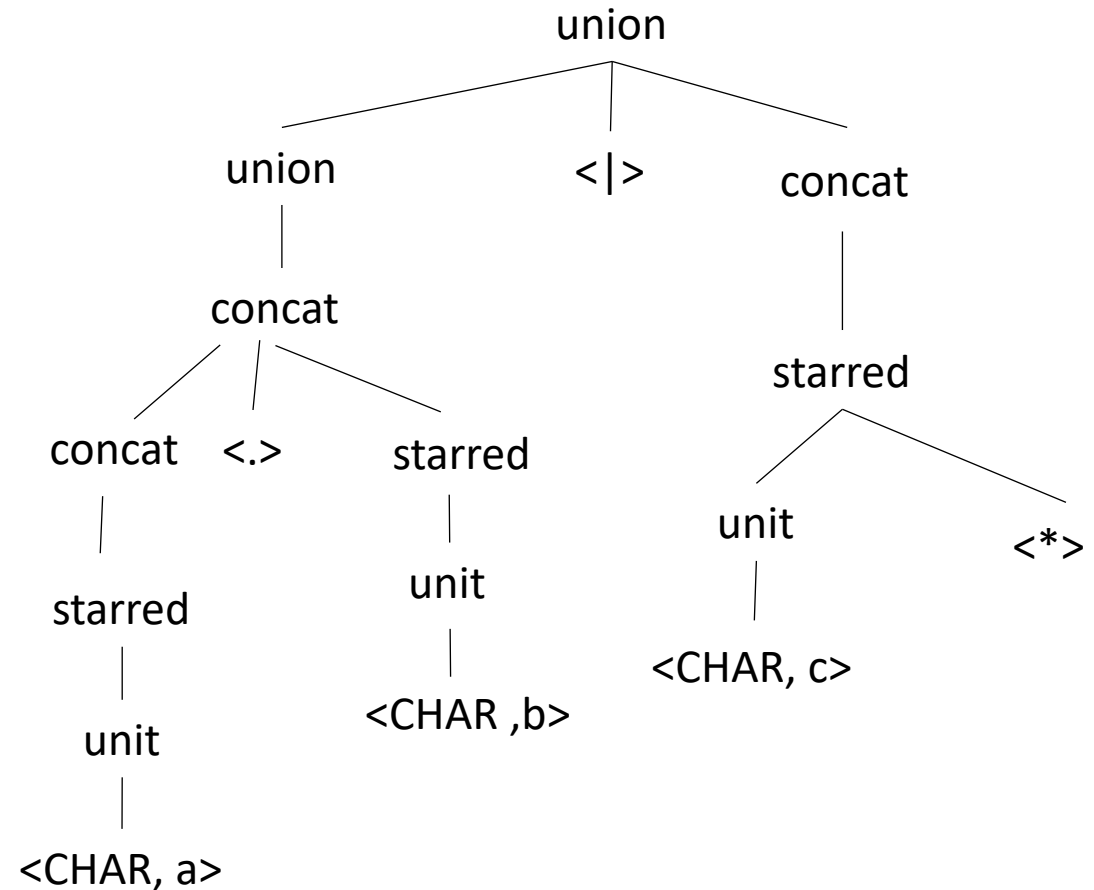 union
union <|> concat
concat
starred
concat <.> starred
unit <*>
unit
starred
<CHAR, c>
<CHAR ,b>
unit
<CHAR, a>